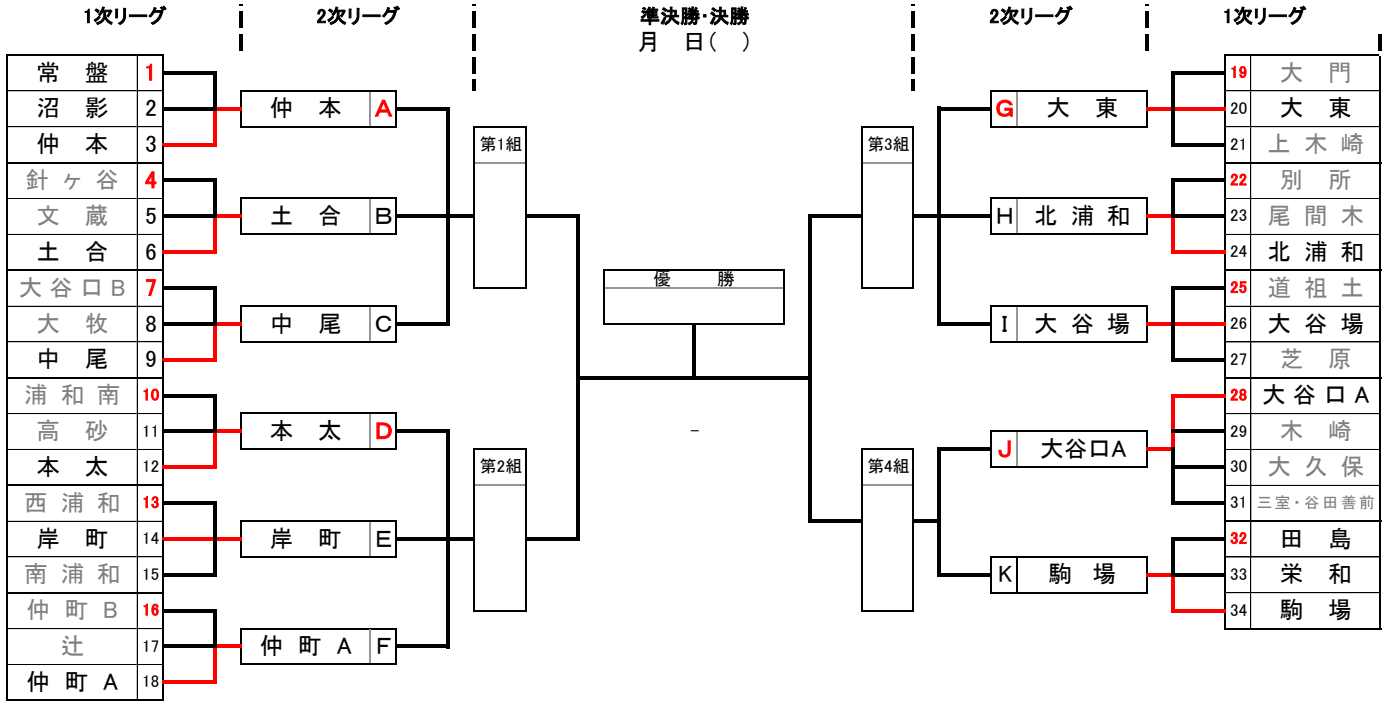 1次リーグ 2次リーグ 準決勝・決勝 2次リーグ 1次リーグ
月 日( )
常盤 1
沼影 2
仲本 3
針ヶ谷 4
文蔵 5
土合 6
大谷口B 7
大牧 8
中尾 9
浦和南 10
高砂 11
本太 12
西浦和 13
岸町 14
南浦和 15
仲町B 16
辻 17
仲町A 18
仲本 A
土合 B
中尾 C
本太 D
岸町 E
仲町A F
第1組
第2組
優勝
-
第3組
第4組
G 大東
H 北浦和
I 大谷場
J 大谷口A
K 駒場
19 大門
20 大東
21 上木崎
22 別所
23 尾間木
24 北浦和
25 道祖土
26 大谷場
27 芝原
28 大谷口A
29 木崎
30 大久保
31 三室・谷田善前
32 田島
33 栄和
34 駒場